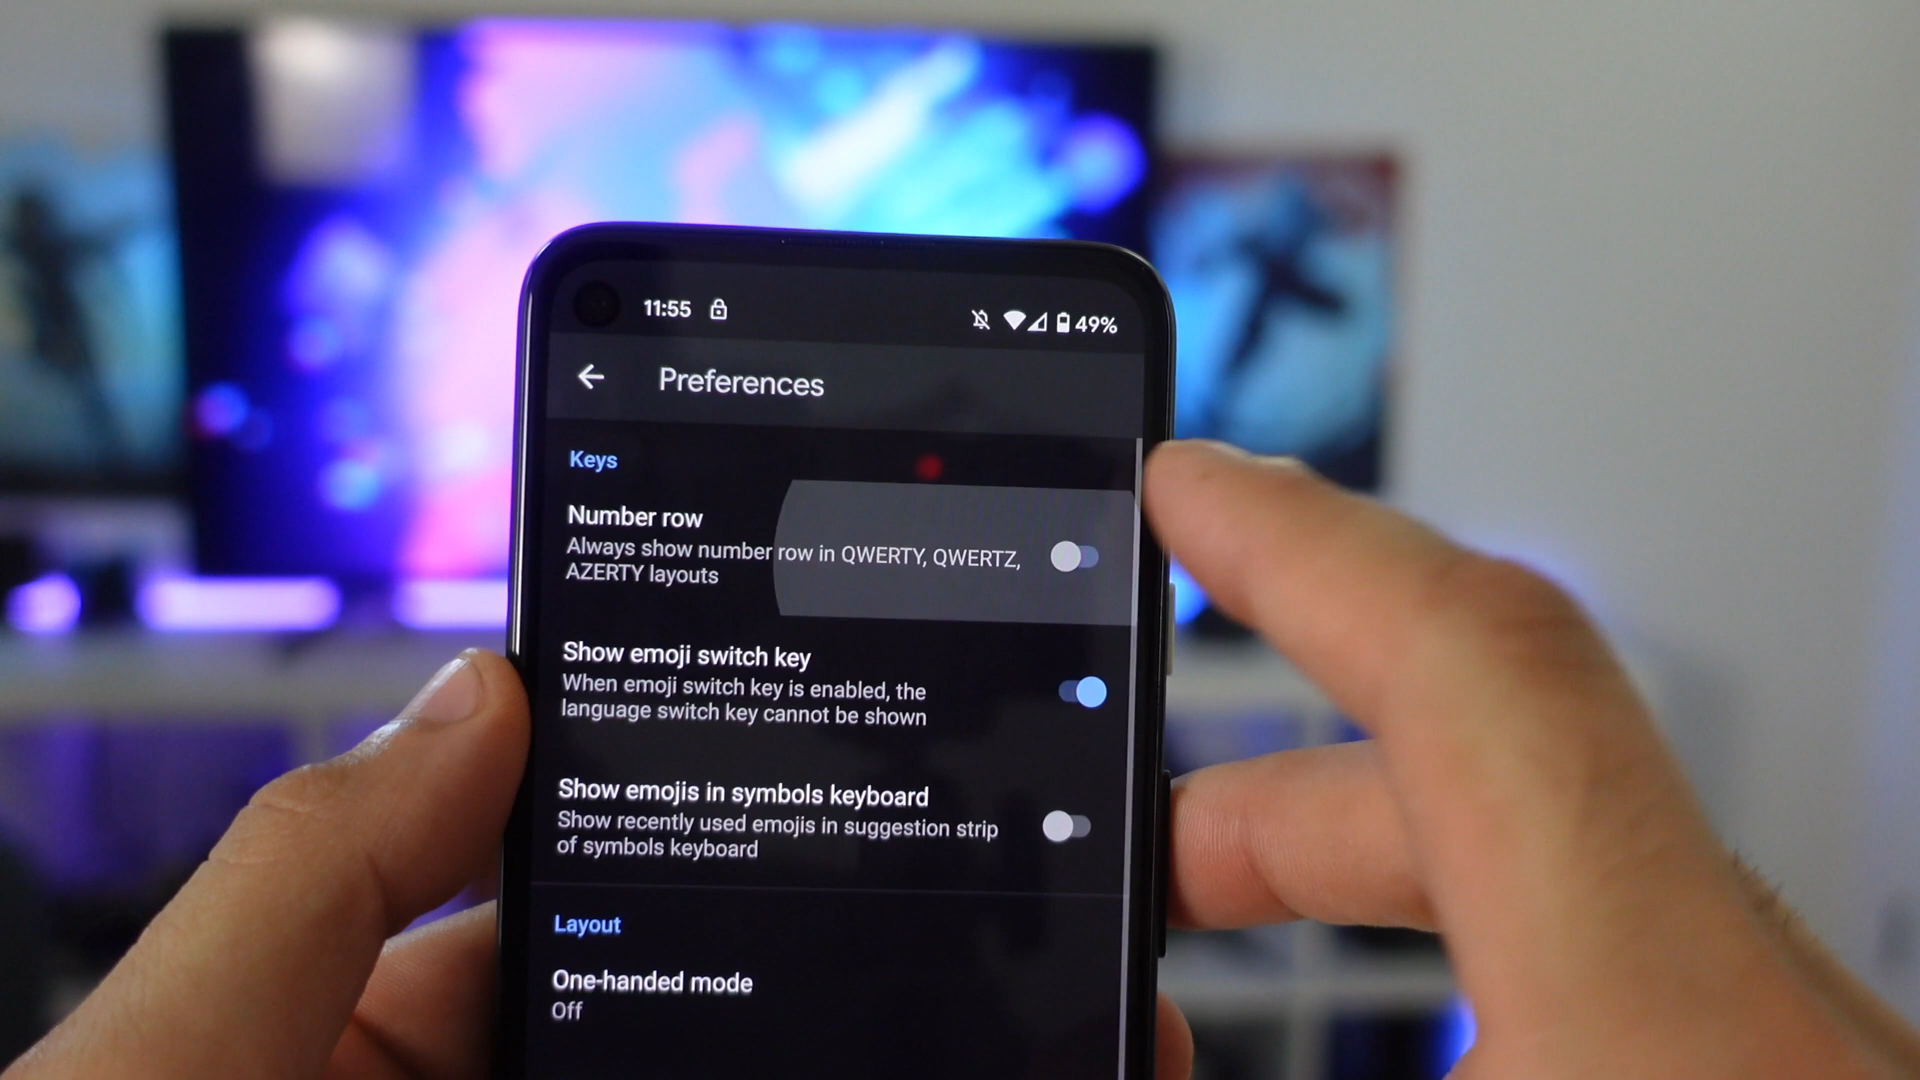 11:55
49%
Preferences
Keys
Number row
Always show number row in QWERTY, QWERTZ,
AZERTY layouts
Show emoji switch key
When emoji switch key is enabled, the
language switch key cannot be shown
Show emojis in symbols keyboard
Show recently used emojis in suggestion strip
of symbols keyboard
Layout
One-handed mode
Off